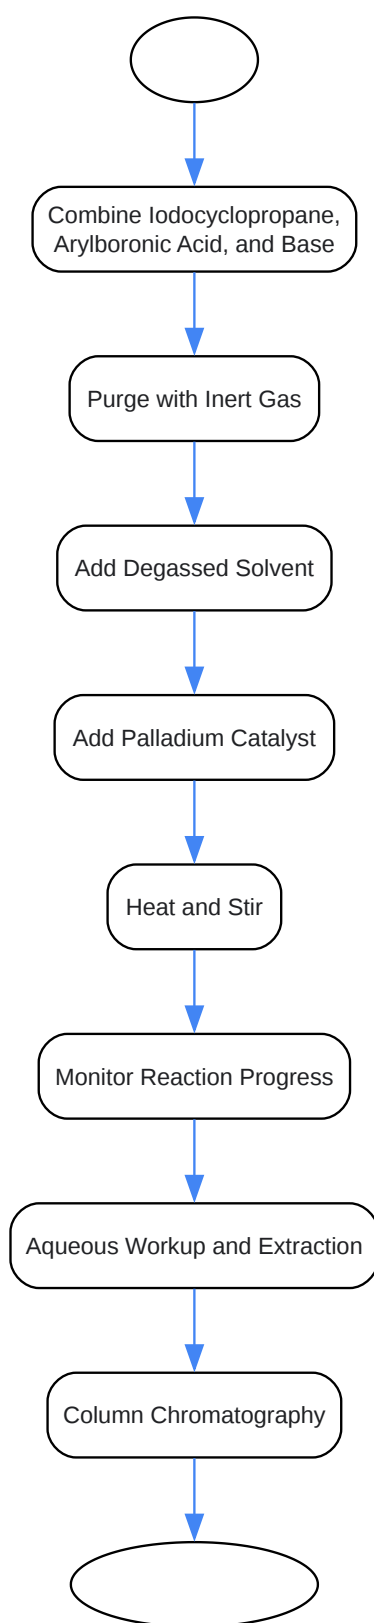 Combine Iodocyclopropane,
Arylboronic Acid, and Base
Purge with Inert Gas
Add Degassed Solvent
Add Palladium Catalyst
Heat and Stir
Monitor Reaction Progress
Aqueous Workup and Extraction
Column Chromatography